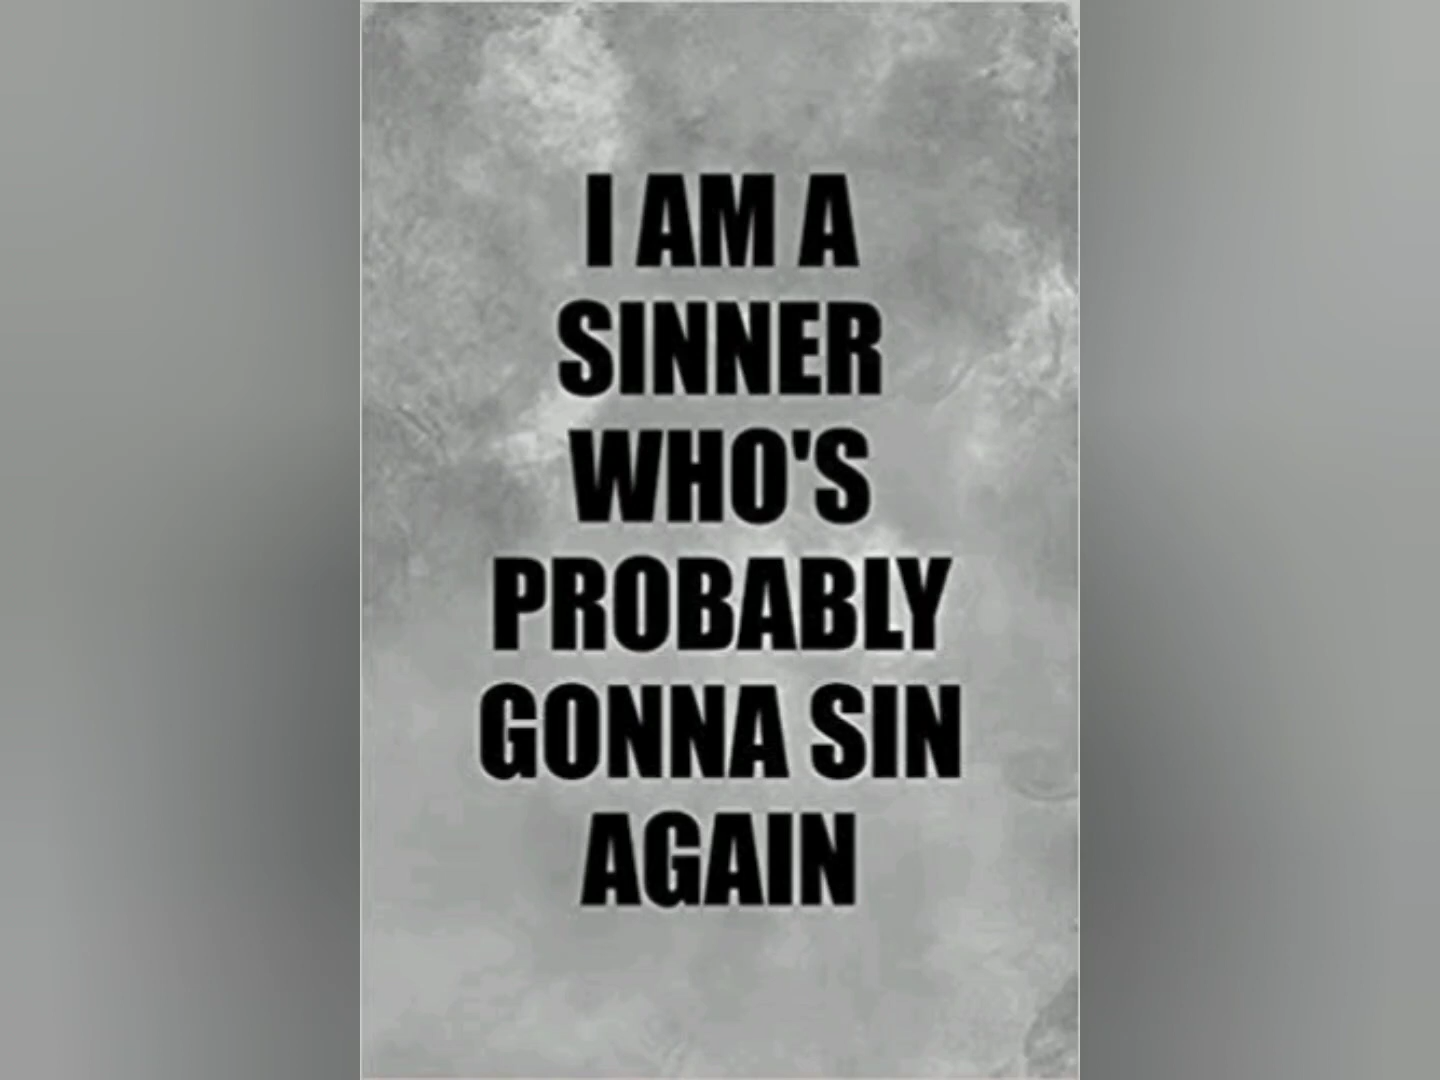 I AM A
SINNER
WHO'S
PROBABLY
GONNA SIN
AGAIN